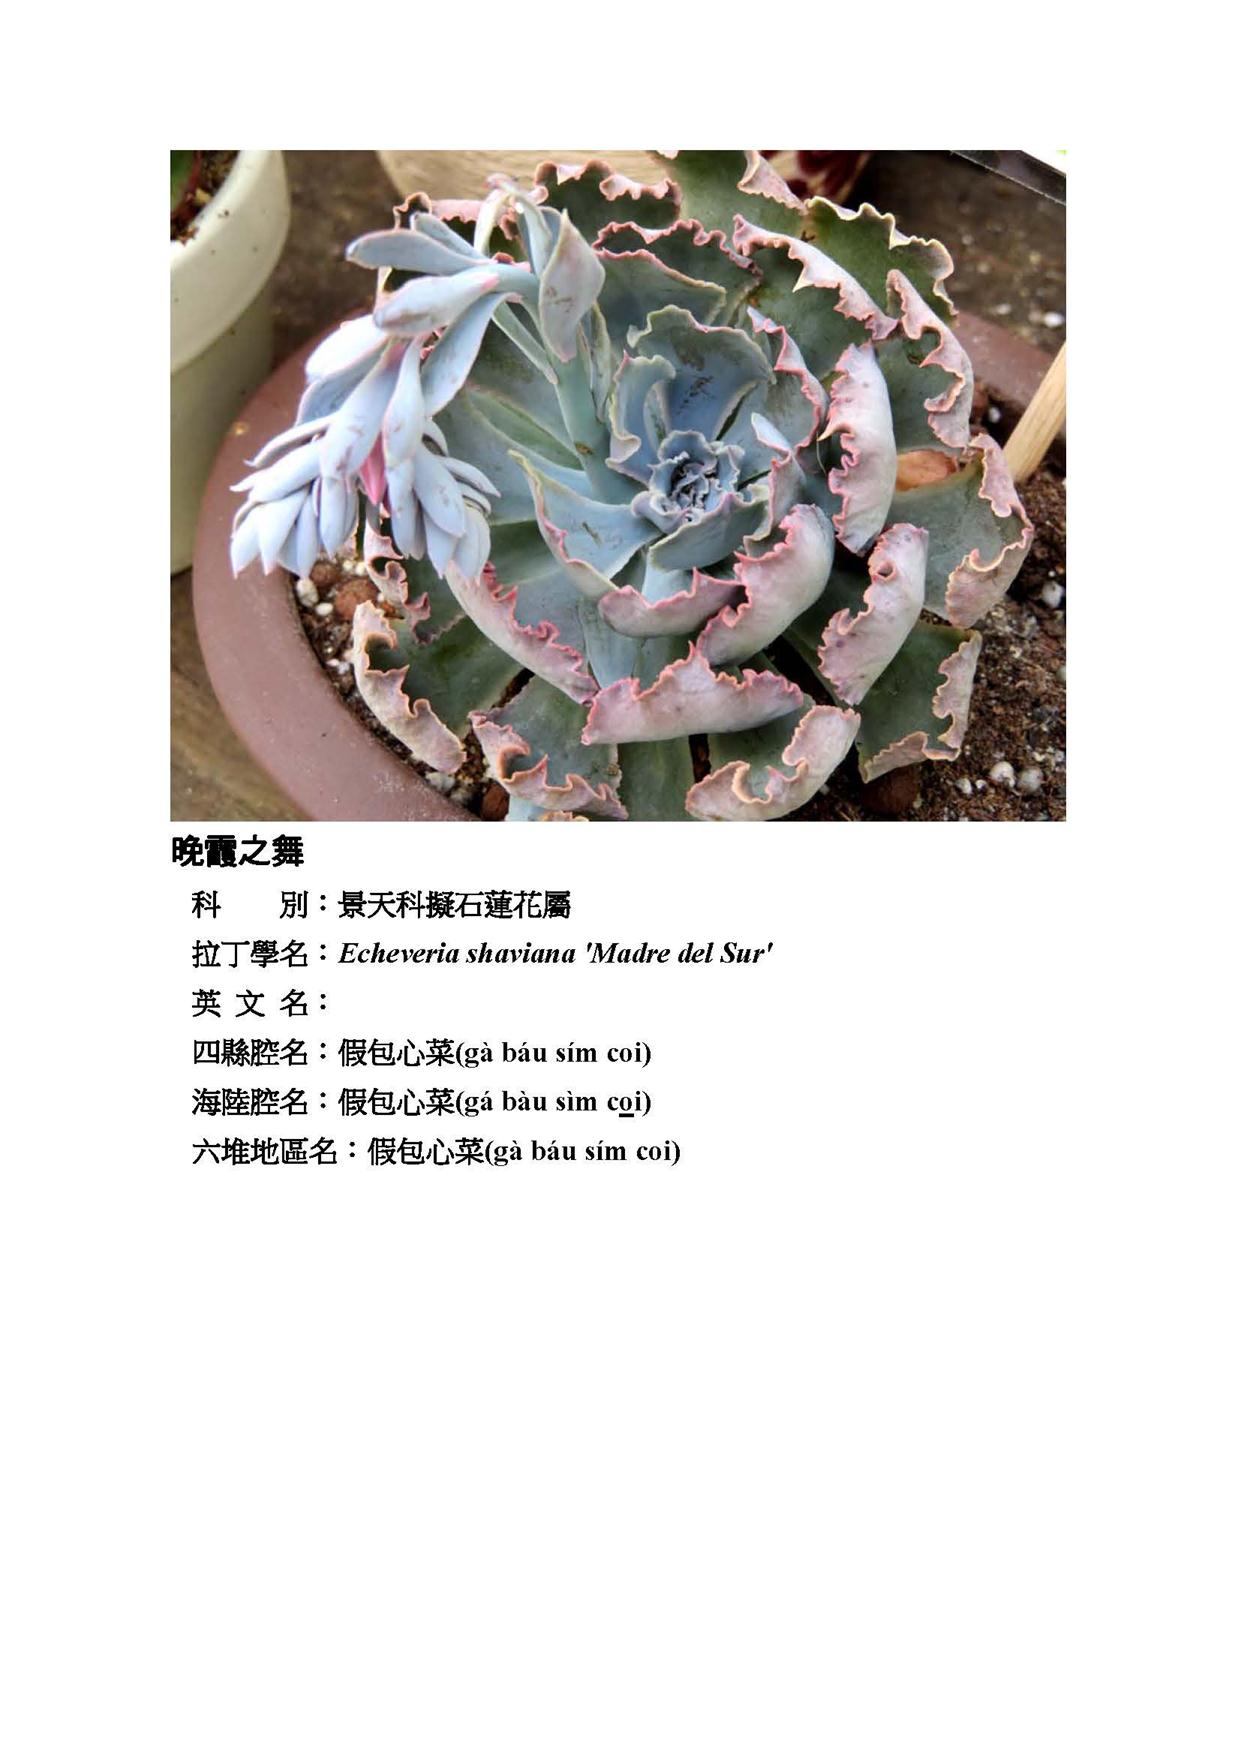 晚霞之舞
科　　別：景天科擬石蓮花屬
拉丁學名：Echeveria shaviana 'Madre del Sur'
英 文 名：
四縣腔名：假包心菜(gà báu sím coi)
海陸腔名：假包心菜(gá bàu sìm coi)
六堆地區名：假包心菜(gà báu sím coi)